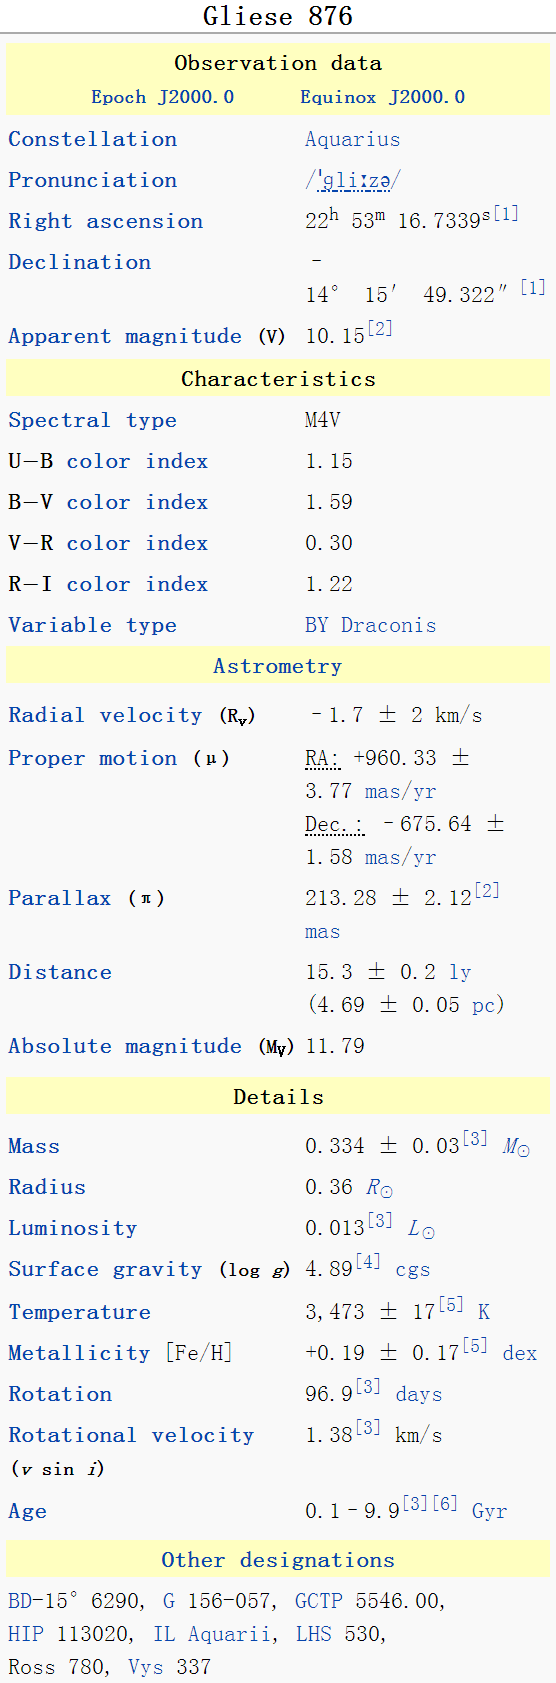 Gliese 876
Observation data
Epoch J2000.0 Equinox J2000.0
Constellation Aquarius
Pronunciation /ˈɡliːzə/
Right ascension 22h 53m 16.7339s[1]
Declination –
14° 15′ 49.322″[1]
Apparent magnitude (V) 10.15[2]
Characteristics
Spectral type M4V
U−B color index 1.15
B−V color index 1.59
V−R color index 0.30
R−I color index 1.22
Variable type BY Draconis
Astrometry
Radial velocity (Rv) –1.7 ± 2 km/s
Proper motion (μ) RA: +960.33 ±
3.77 mas/yr
Dec.: –675.64 ±
1.58 mas/yr
Parallax (π) 213.28 ± 2.12[2]
mas
Distance 15.3 ± 0.2 ly
(4.69 ± 0.05 pc)
Absolute magnitude (MV) 11.79
Details
Mass 0.334 ± 0.03[3] M☉
Radius 0.36 R☉
Luminosity 0.013[3] L☉
Surface gravity (log g) 4.89[4] cgs
Temperature 3,473 ± 17[5] K
Metallicity [Fe/H] +0.19 ± 0.17[5] dex
Rotation 96.9[3] days
Rotational velocity 1.38[3] km/s
(v sin i)
Age 0.1–9.9[3][6] Gyr
Other designations
BD-15° 6290, G 156-057, GCTP 5546.00,
HIP 113020, IL Aquarii, LHS 530,
Ross 780, Vys 337